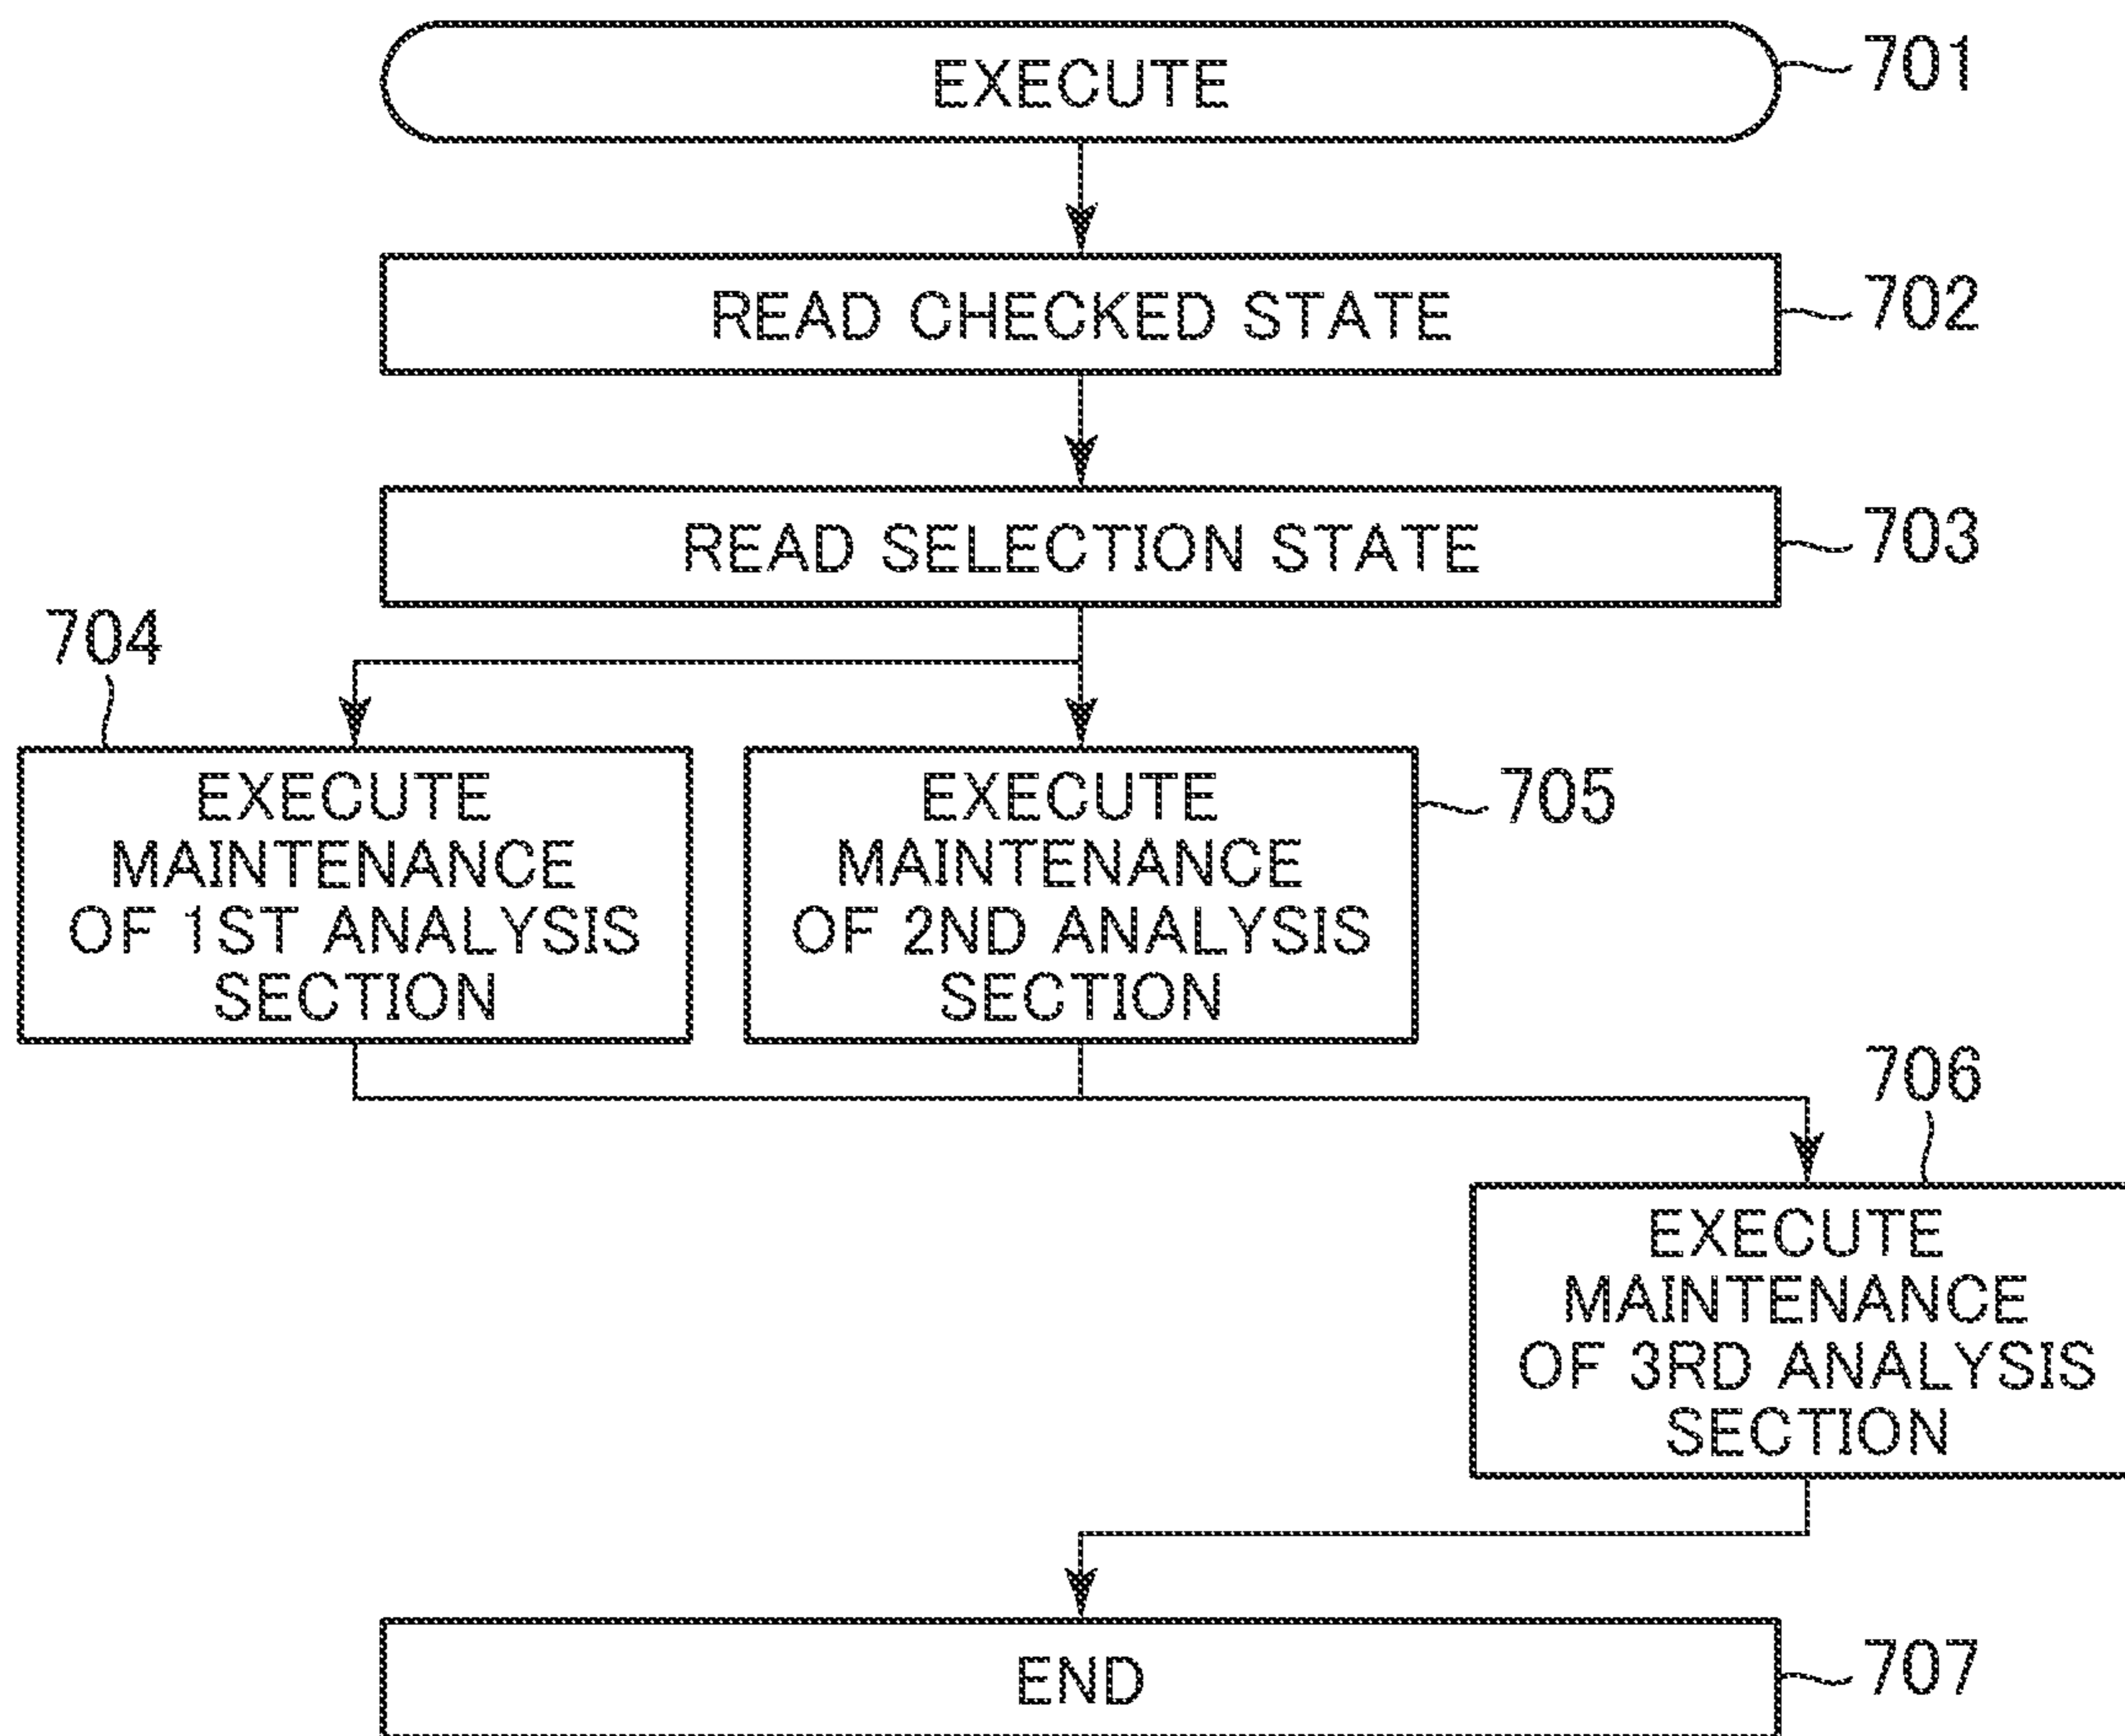 EXECUTE
701
READ CHECKED STATE
702
READ SELECTION STATE
703
704
EXECUTE
MAINTENANCE
OF 1ST ANALYSIS
SECTION
EXECUTE
MAINTENANCE
OF 2ND ANALYSIS
SECTION
705
706
EXECUTE
MAINTENANCE
OF 3RD ANALYSIS
SECTION
END
707